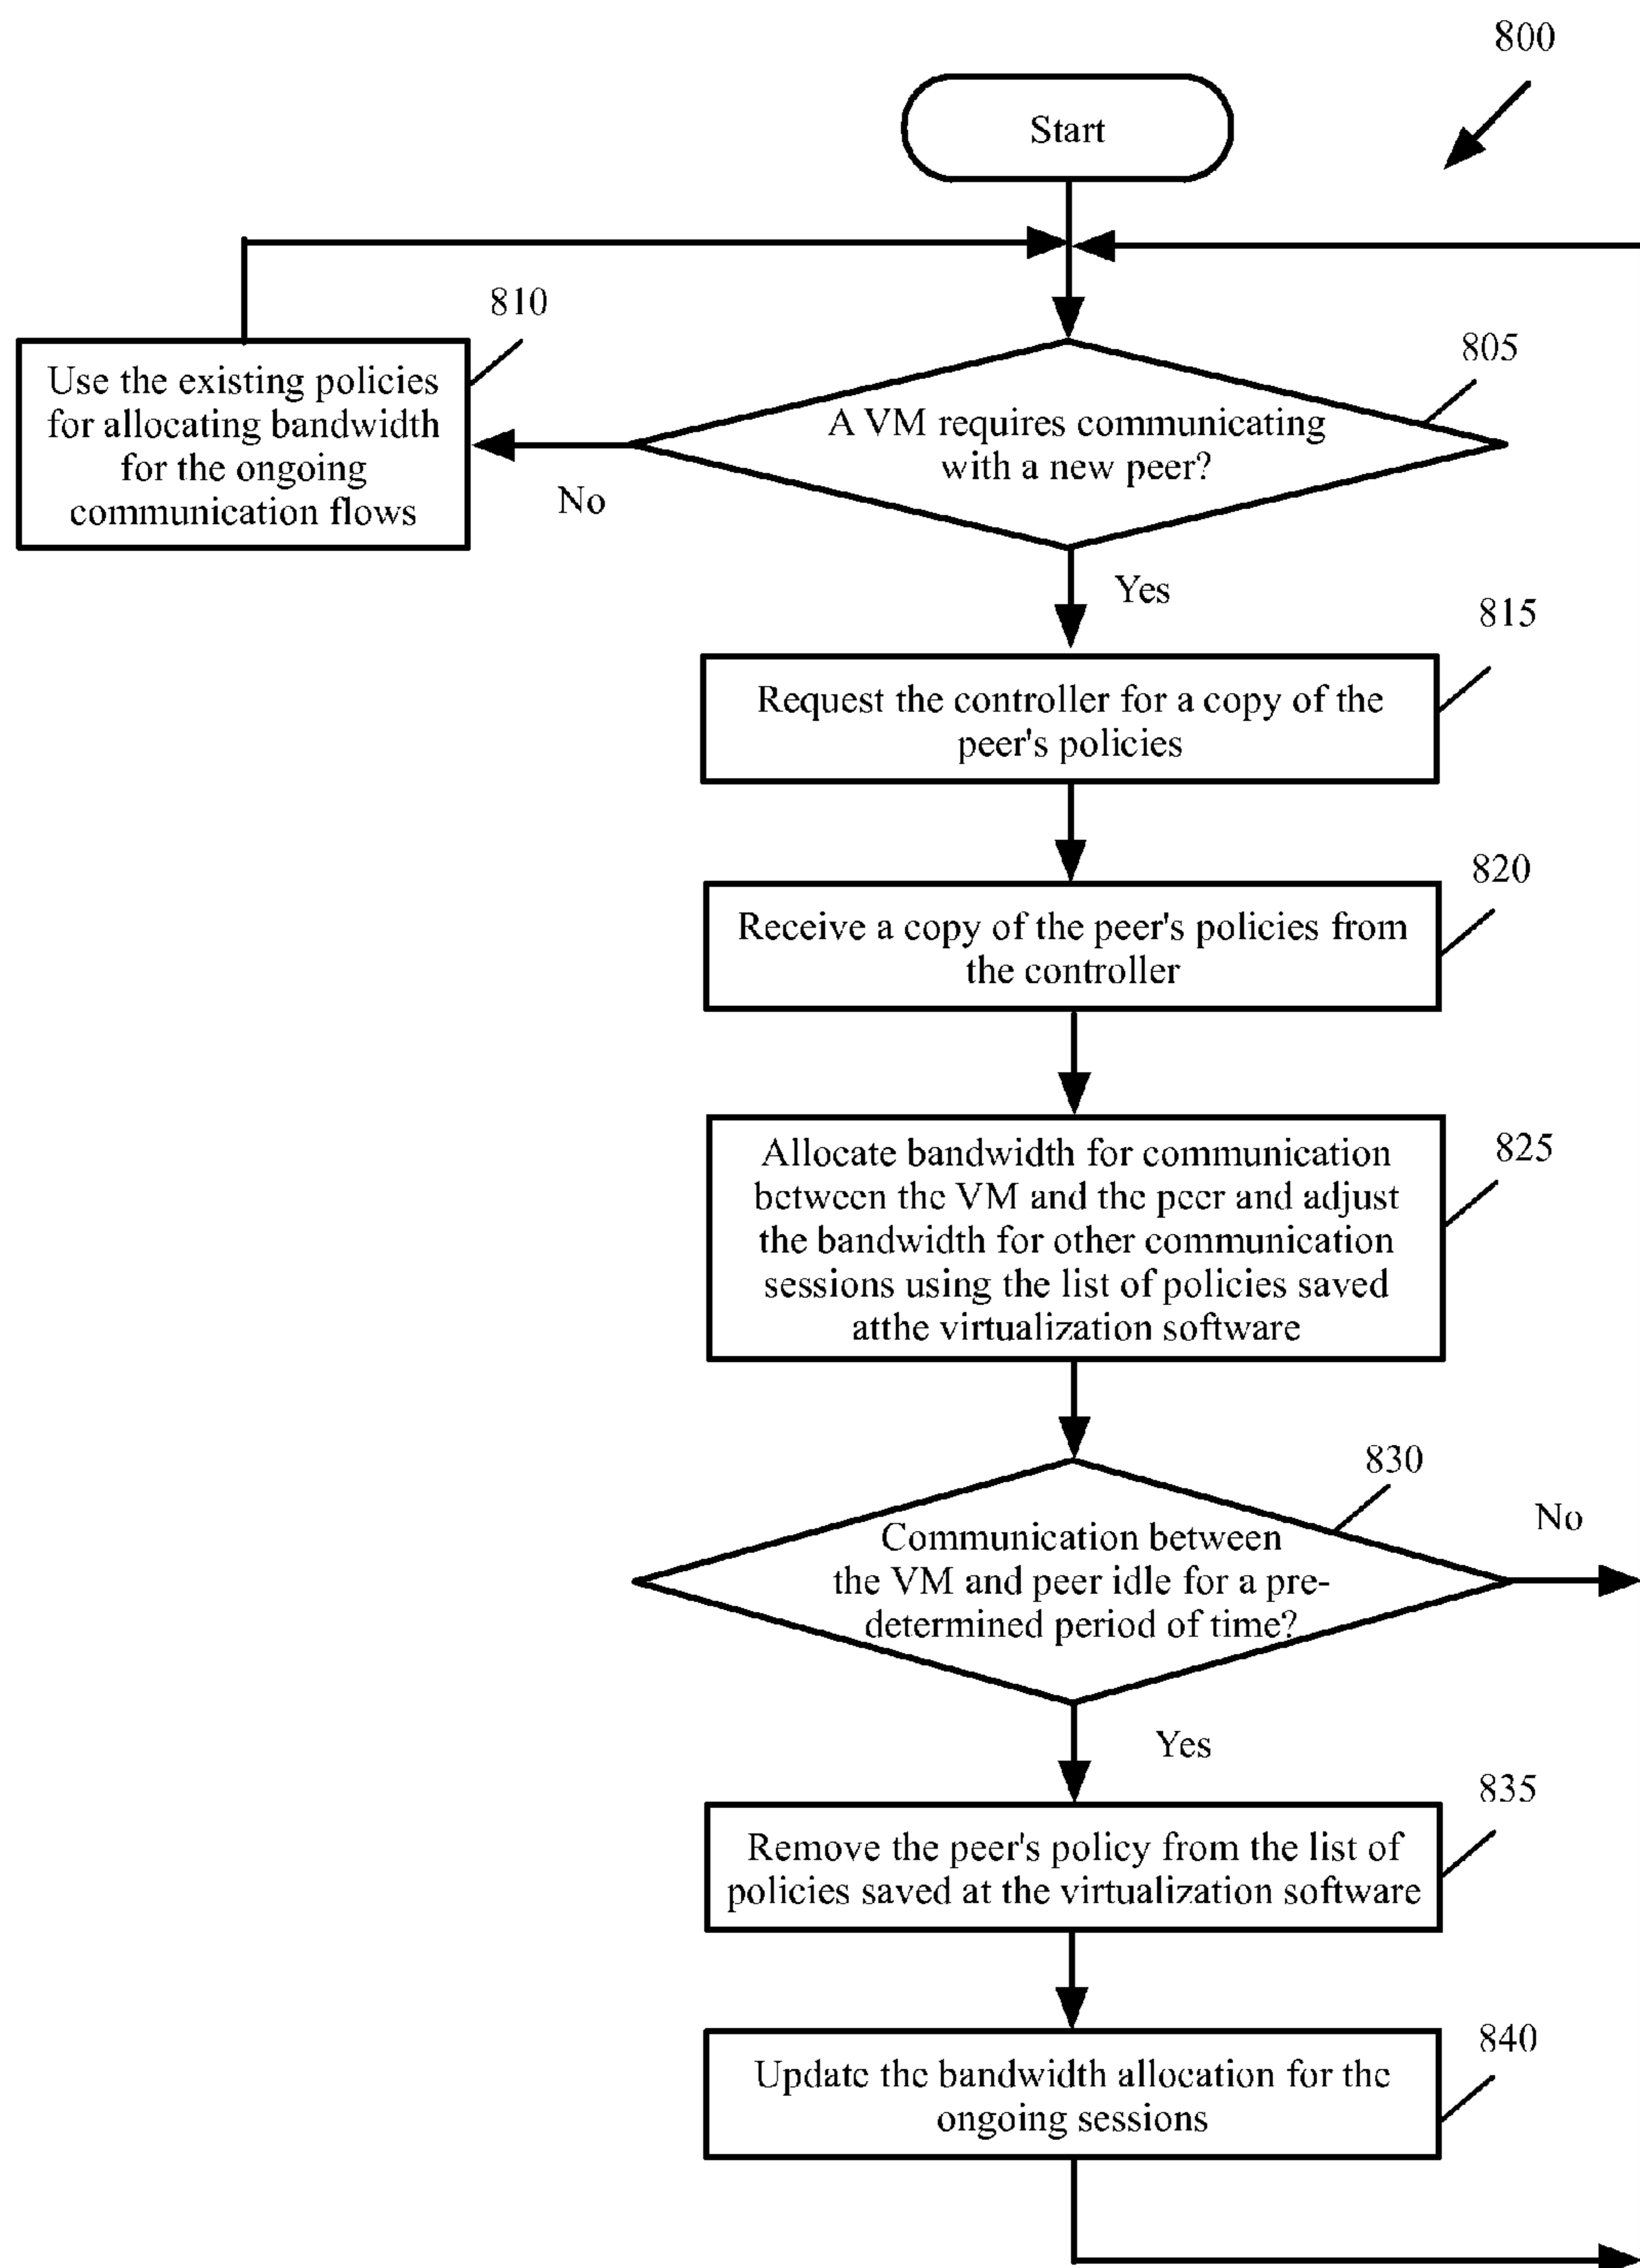 800
Start
810
Use the existing policies
for allocating bandwidth
for the ongoing
communication flows
805
A VM requires communicating
with a new peer?
No
Yes
815
Request the controller for a copy of the
peer's policies
820
Receive a copy of the peer's policies from
the controller
825
Allocate bandwidth for communication
between the VM and the peer and adjust
the bandwidth for other communication
sessions using the list of policies saved
atthe virtualization software
830
Communication between
the VM and peer idle for a pre-
determined period of time?
No
Yes
835
Remove the peer's policy from the list of
policies saved at the virtualization software
840
Update the bandwidth allocation for the
ongoing sessions